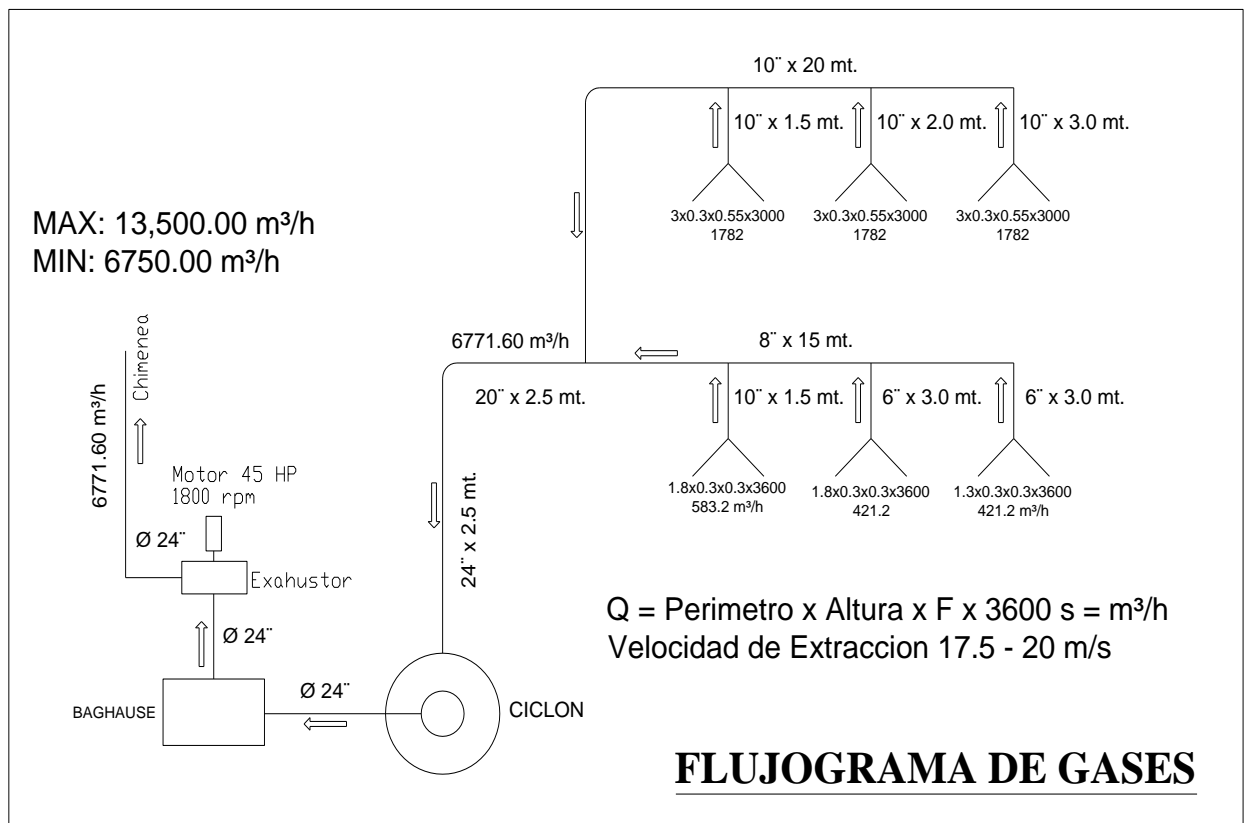 10¨ x 20 mt.
10¨ x 1.5 mt.
10¨ x 2.0 mt.
10¨ x 3.0 mt.
3x0.3x0.55x3000
1782
3x0.3x0.55x3000
1782
3x0.3x0.55x3000
1782
MAX: 13,500.00 m³/h
MIN: 6750.00 m³/h
6771.60 m³/h
8¨ x 15 mt.
20¨ x 2.5 mt.
10¨ x 1.5 mt.
6¨ x 3.0 mt.
6¨ x 3.0 mt.
1.8x0.3x0.3x3600
583.2 m³/h
1.8x0.3x0.3x3600
421.2
1.3x0.3x0.3x3600
421.2 m³/h
Chimenea
6771.60 m³/h
Motor 45 HP
1800 rpm
Ø 24¨
Exahustor
24¨ x 2.5 mt.
Ø 24¨
Q = Perimetro x Altura x F x 3600 s = m³/h
Velocidad de Extraccion 17.5 - 20 m/s
Ø 24¨
BAGHAUSE
CICLON
FLUJOGRAMA DE GASES